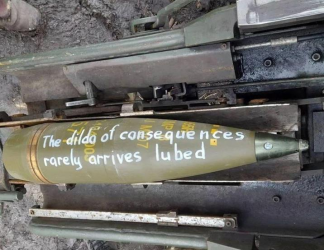 The dildo of consequences
rarely arrives lubed